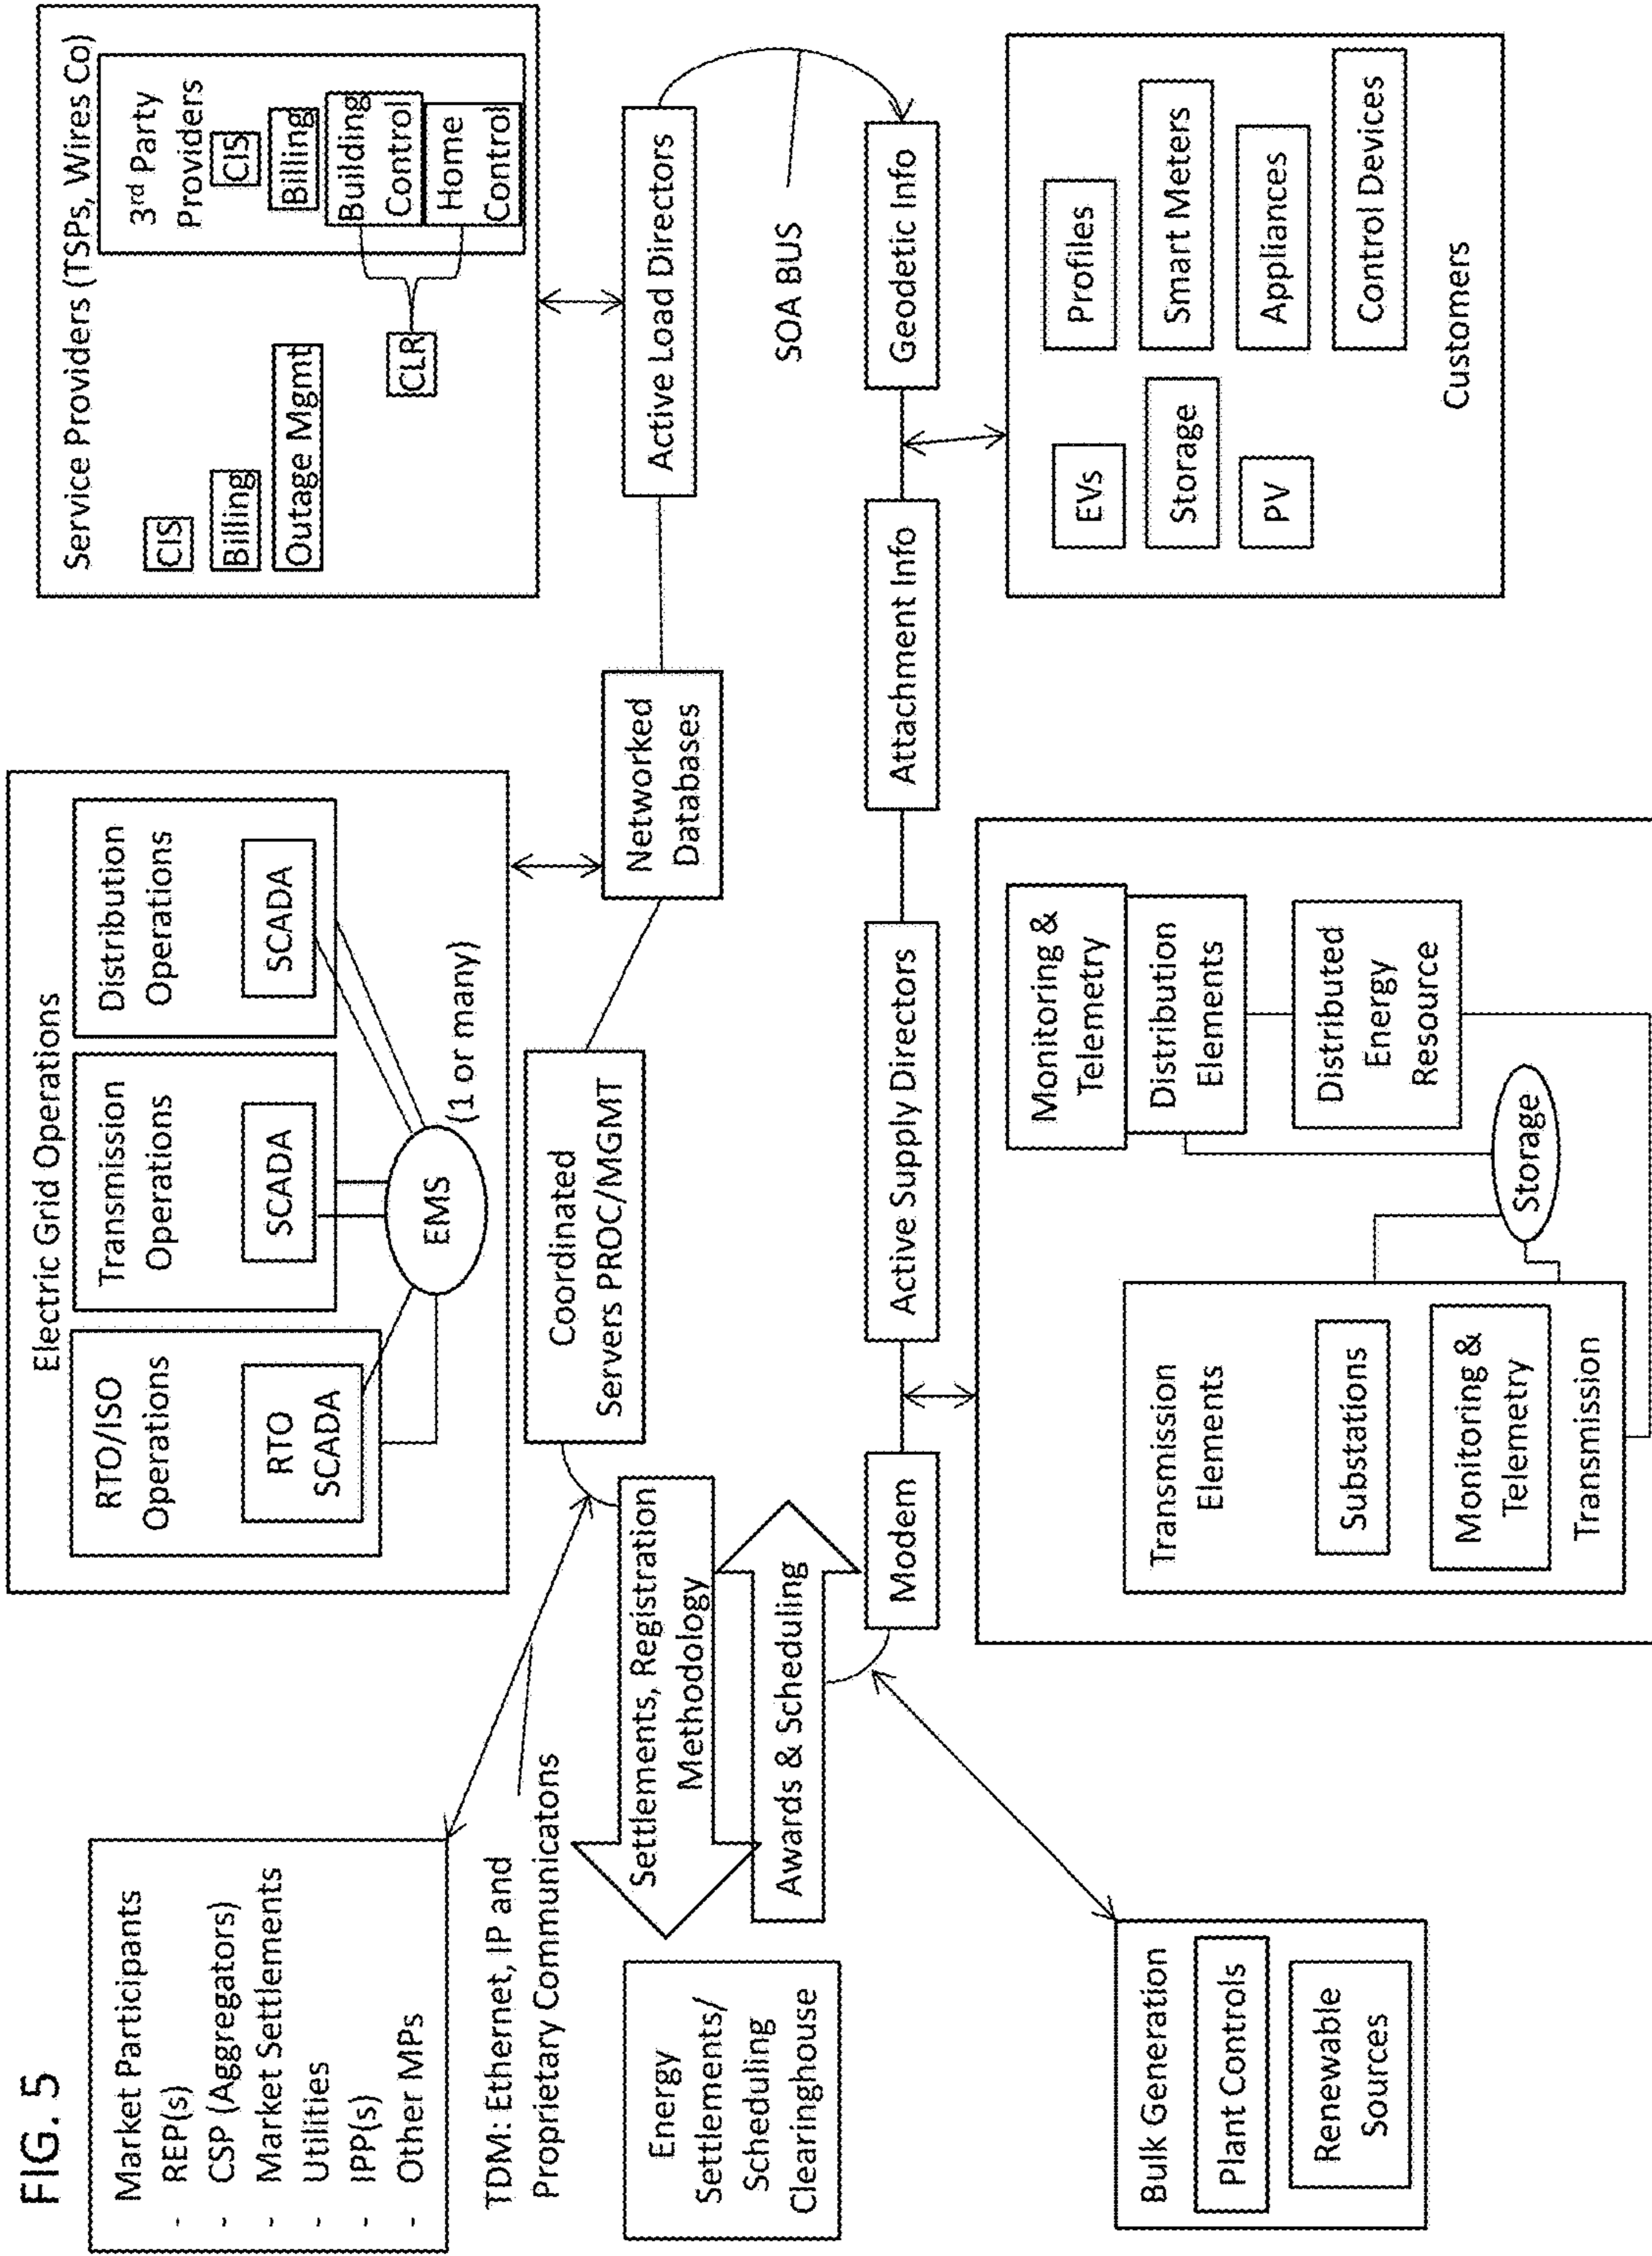 FIG. 5
Market Participants
- REP(s)
- CSP (Aggregators)
- Market Settlements
- Utilities
- IPP(s)
- Other MPs
TDM: Ethernet, IP and
Proprietary Communicatons
Energy
Settlements/
Scheduling
Clearinghouse
Bulk Generation
Plant Controls
Renewable
Sources
Electric Grid Operations
RTO/ISO
Operations
RTO
SCADA
Transmission
Operations
SCADA
Distribution
Operations
SCADA
EMS
(1 or many)
Coordinated
Servers PROC/MGMT
Settlements, Registration
Methodology
Awards & Scheduling
Modem
Active Supply Directors
Attachment Info
Geodetic Info
Networked
Databases
Active Load Directors
SOA BUS
Service Providers (TSPs, Wires Co)
CIS
Billing
Outage Mgmt
CLR
3rd Party
Providers
CIS
Billing
Building
Control
Home
Control
Transmission
Elements
Substations
Monitoring &
Telemetry
Transmission
Storage
Monitoring &
Telemetry
Distribution
Elements
Distributed
Energy
Resource
EVs
Storage
PV
Profiles
Smart Meters
Appliances
Control Devices
Customers